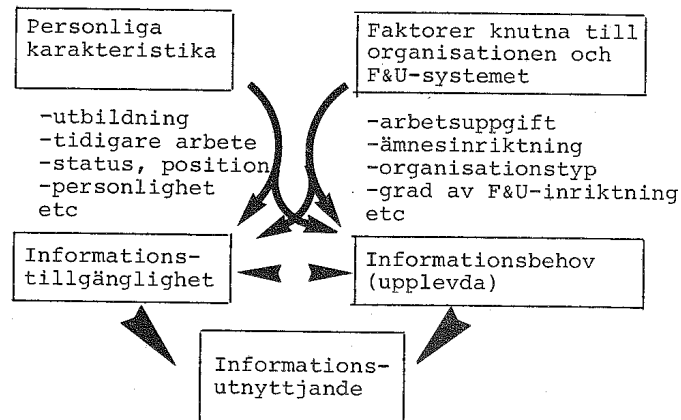 Personliga
karakteristika
Faktorer knutna till
organisationen och
F&U-systemet
-utbildning
-tidigare arbete
-status, position
-personlighet
etc
-arbetsuppgift
-ämnesinriktning
-organisationstyp
-grad av F&U-inriktning
etc
Informations-
tillgänglighet
Informationsbehov
(upplevda)
Informations-
utnyttjande